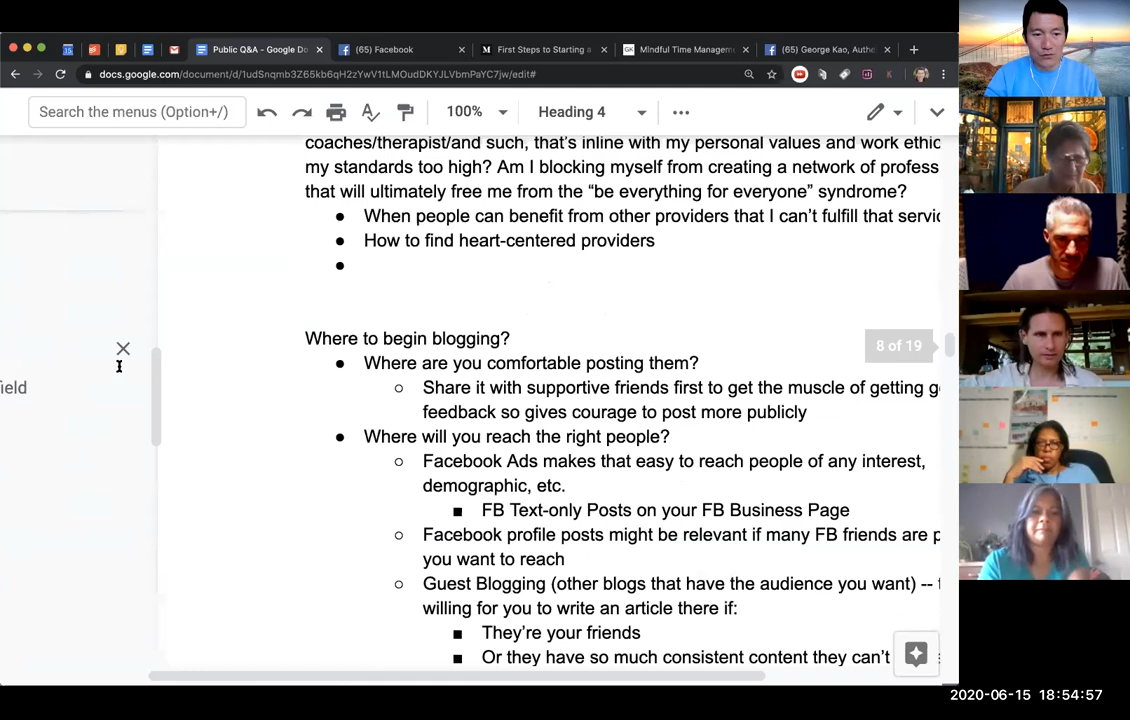 Public Q&A - Google Do
(65) Facebook
First Steps to Starting a
Mindful Time Managem
(65) George Kao, Authe
docs.google.com/document/d/1udSnqmb3Z65kb6qH2zYwV1tLMOudDKYJLVbmPaYC7jw/edit#
Search the menus (Option+/)
100%
Heading 4
coaches/therapist/and such, that's inline with my personal values and work ethic
my standards too high? Am I blocking myself from creating a network of profess
that will ultimately free me from the “be everything for everyone” syndrome?
● When people can benefit from other providers that I can't fulfill that servic
● How to find heart-centered providers
●
Where to begin blogging?
● Where are you comfortable posting them?
○ Share it with supportive friends first to get the muscle of getting g
feedback so gives courage to post more publicly
● Where will you reach the right people?
○ Facebook Ads makes that easy to reach people of any interest,
demographic, etc.
■ FB Text-only Posts on your FB Business Page
○ Facebook profile posts might be relevant if many FB friends are p
you want to reach
○ Guest Blogging (other blogs that have the audience you want) --
willing for you to write an article there if:
■ They're your friends
■ Or they have so much consistent content they can't
8 of 19
ield
2020-06-15 18:54:57